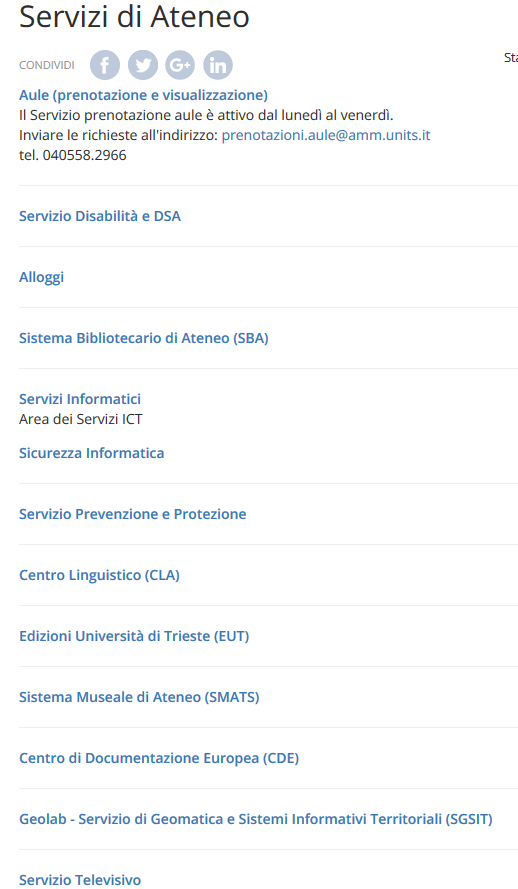 Servizi di Ateneo
CONDIVIDI
Aule (prenotazione e visualizzazione)
Il Servizio prenotazione aule è attivo dal lunedì al venerdì.
Inviare le richieste all'indirizzo: prenotazioni.aule@amm.units.it
tel. 040558.2966
Servizio Disabilità e DSA
Alloggi
Sistema Bibliotecario di Ateneo (SBA)
Servizi Informatici
Area dei Servizi ICT
Sicurezza Informatica
Servizio Prevenzione e Protezione
Centro Linguistico (CLA)
Edizioni Università di Trieste (EUT)
Sistema Museale di Ateneo (SMATS)
Centro di Documentazione Europea (CDE)
Geolab - Servizio di Geomatica e Sistemi Informativi Territoriali (SGSIT)
Servizio Televisivo